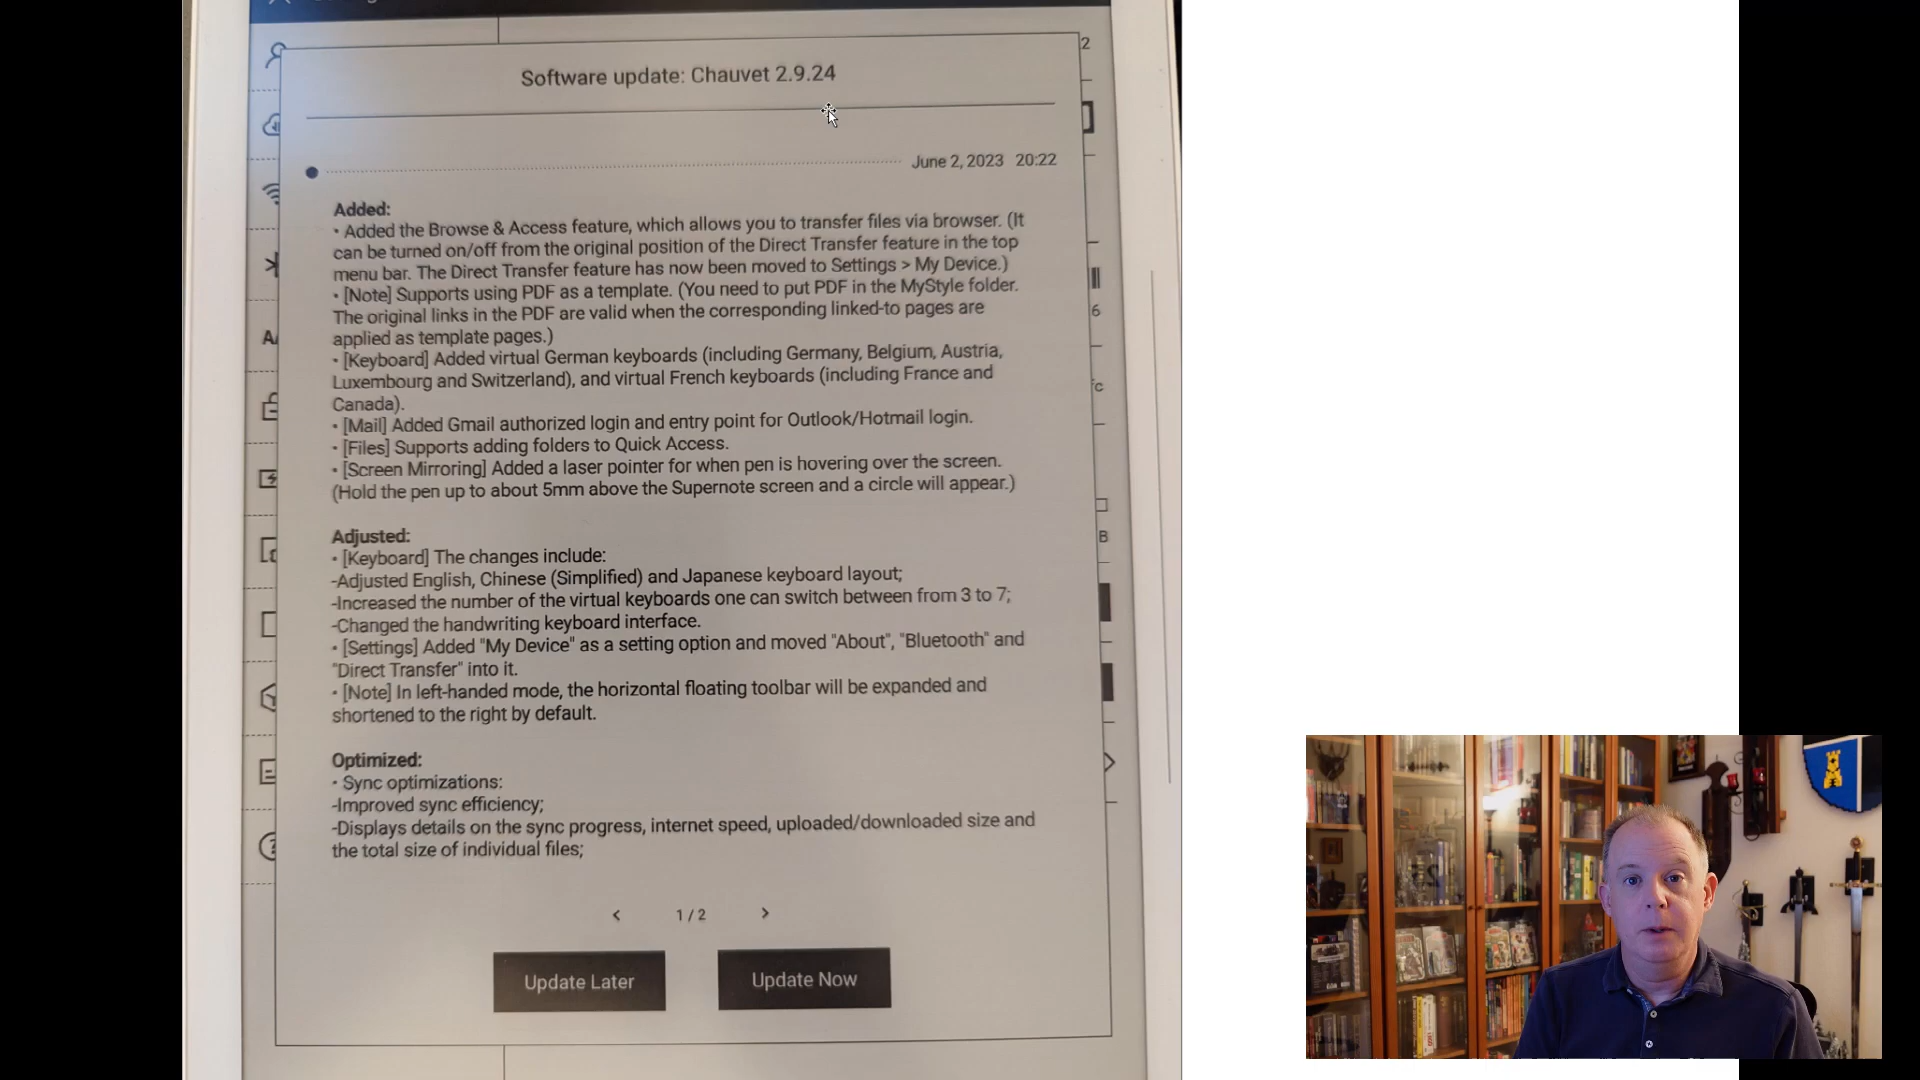 Software update: Chauvet 2.9.24
June 2, 2023 20:22
Added:
• Added the Browse & Access feature, which allows you to transfer files via browser. (It
can be turned on/off from the original position of the Direct Transfer feature in the top
menu bar. The Direct Transfer feature has now been moved to Settings > My Device.)
• [Note] Supports using PDF as a template. (You need to put PDF in the MyStyle folder.
The original links in the PDF are valid when the corresponding linked-to pages are
applied as template pages.)
• [Keyboard] Added virtual German keyboards (including Germany, Belgium, Austria,
Luxembourg and Switzerland), and virtual French keyboards (including France and
Canada).
• [Mail] Added Gmail authorized login and entry point for Outlook/Hotmail login.
• [Files] Supports adding folders to Quick Access.
• [Screen Mirroring] Added a laser pointer for when pen is hovering over the screen.
(Hold the pen up to about 5mm above the Supernote screen and a circle will appear.)
Adjusted:
• [Keyboard] The changes include:
-Adjusted English, Chinese (Simplified) and Japanese keyboard layout;
-Increased the number of the virtual keyboards one can switch between from 3 to 7;
-Changed the handwriting keyboard interface.
• [Settings] Added "My Device" as a setting option and moved "About", "Bluetooth" and
"Direct Transfer" into it.
• [Note] In left-handed mode, the horizontal floating toolbar will be expanded and
shortened to the right by default.
Optimized:
• Sync optimizations:
-Improved sync efficiency;
-Displays details on the sync progress, internet speed, uploaded/downloaded size and
the total size of individual files;
< 1 / 2 >
Update Later
Update Now